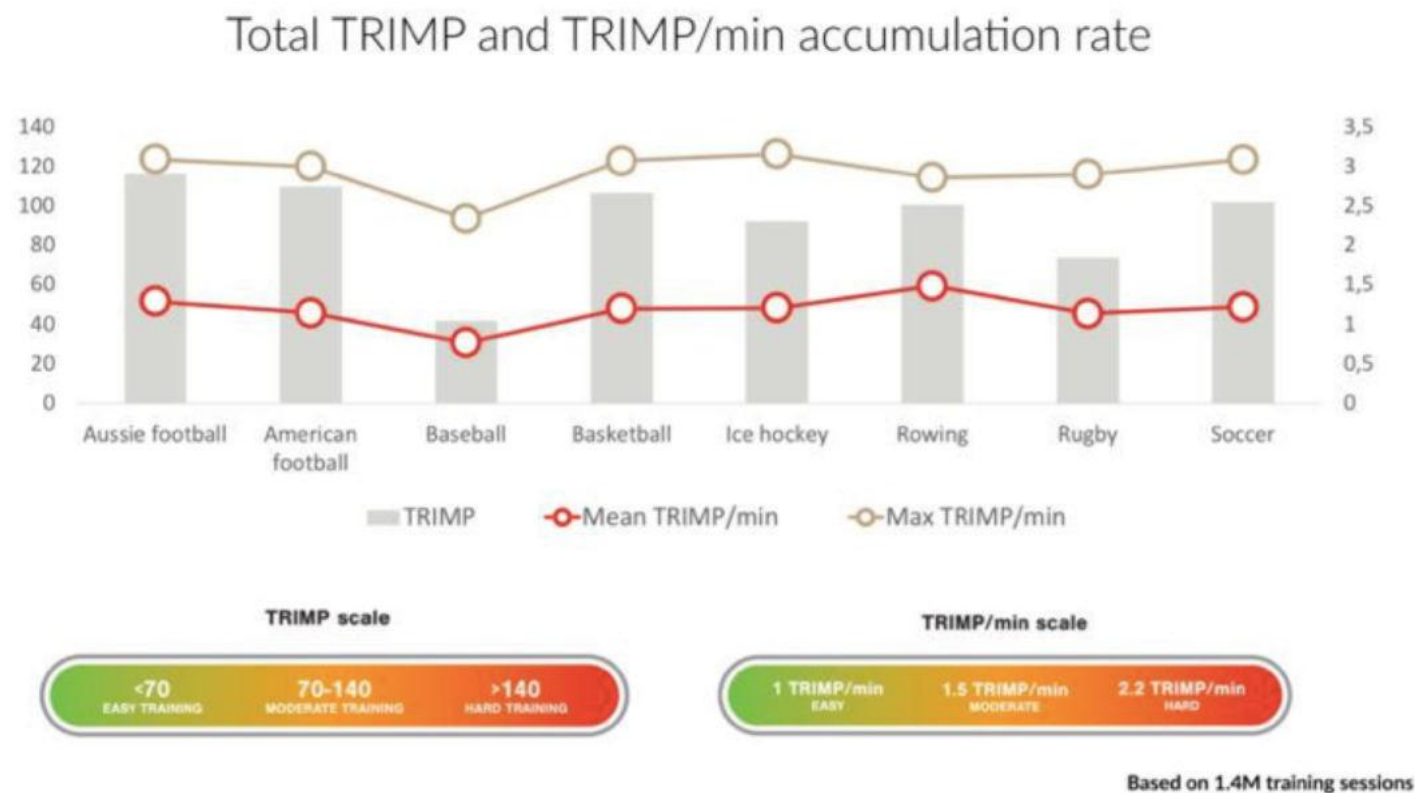 Total TRIMP and TRIMP/min accumulation rate
140
120
100
80
60
40
20
0
3,5
3
2,5
2
1,5
1
0,5
0
Aussie football
American
football
Baseball
Basketball
Ice hockey
Rowing
Rugby
Soccer
TRIMP
Mean TRIMP/min
Max TRIMP/min
TRIMP scale
<70
EASY TRAINING
70-140
MODERATE TRAINING
>140
HARD TRAINING
TRIMP/min scale
1 TRIMP/min
EASY
1.5 TRIMP/min
MODERATE
2.2 TRIMP/min
HARD
Based on 1.4M training sessions